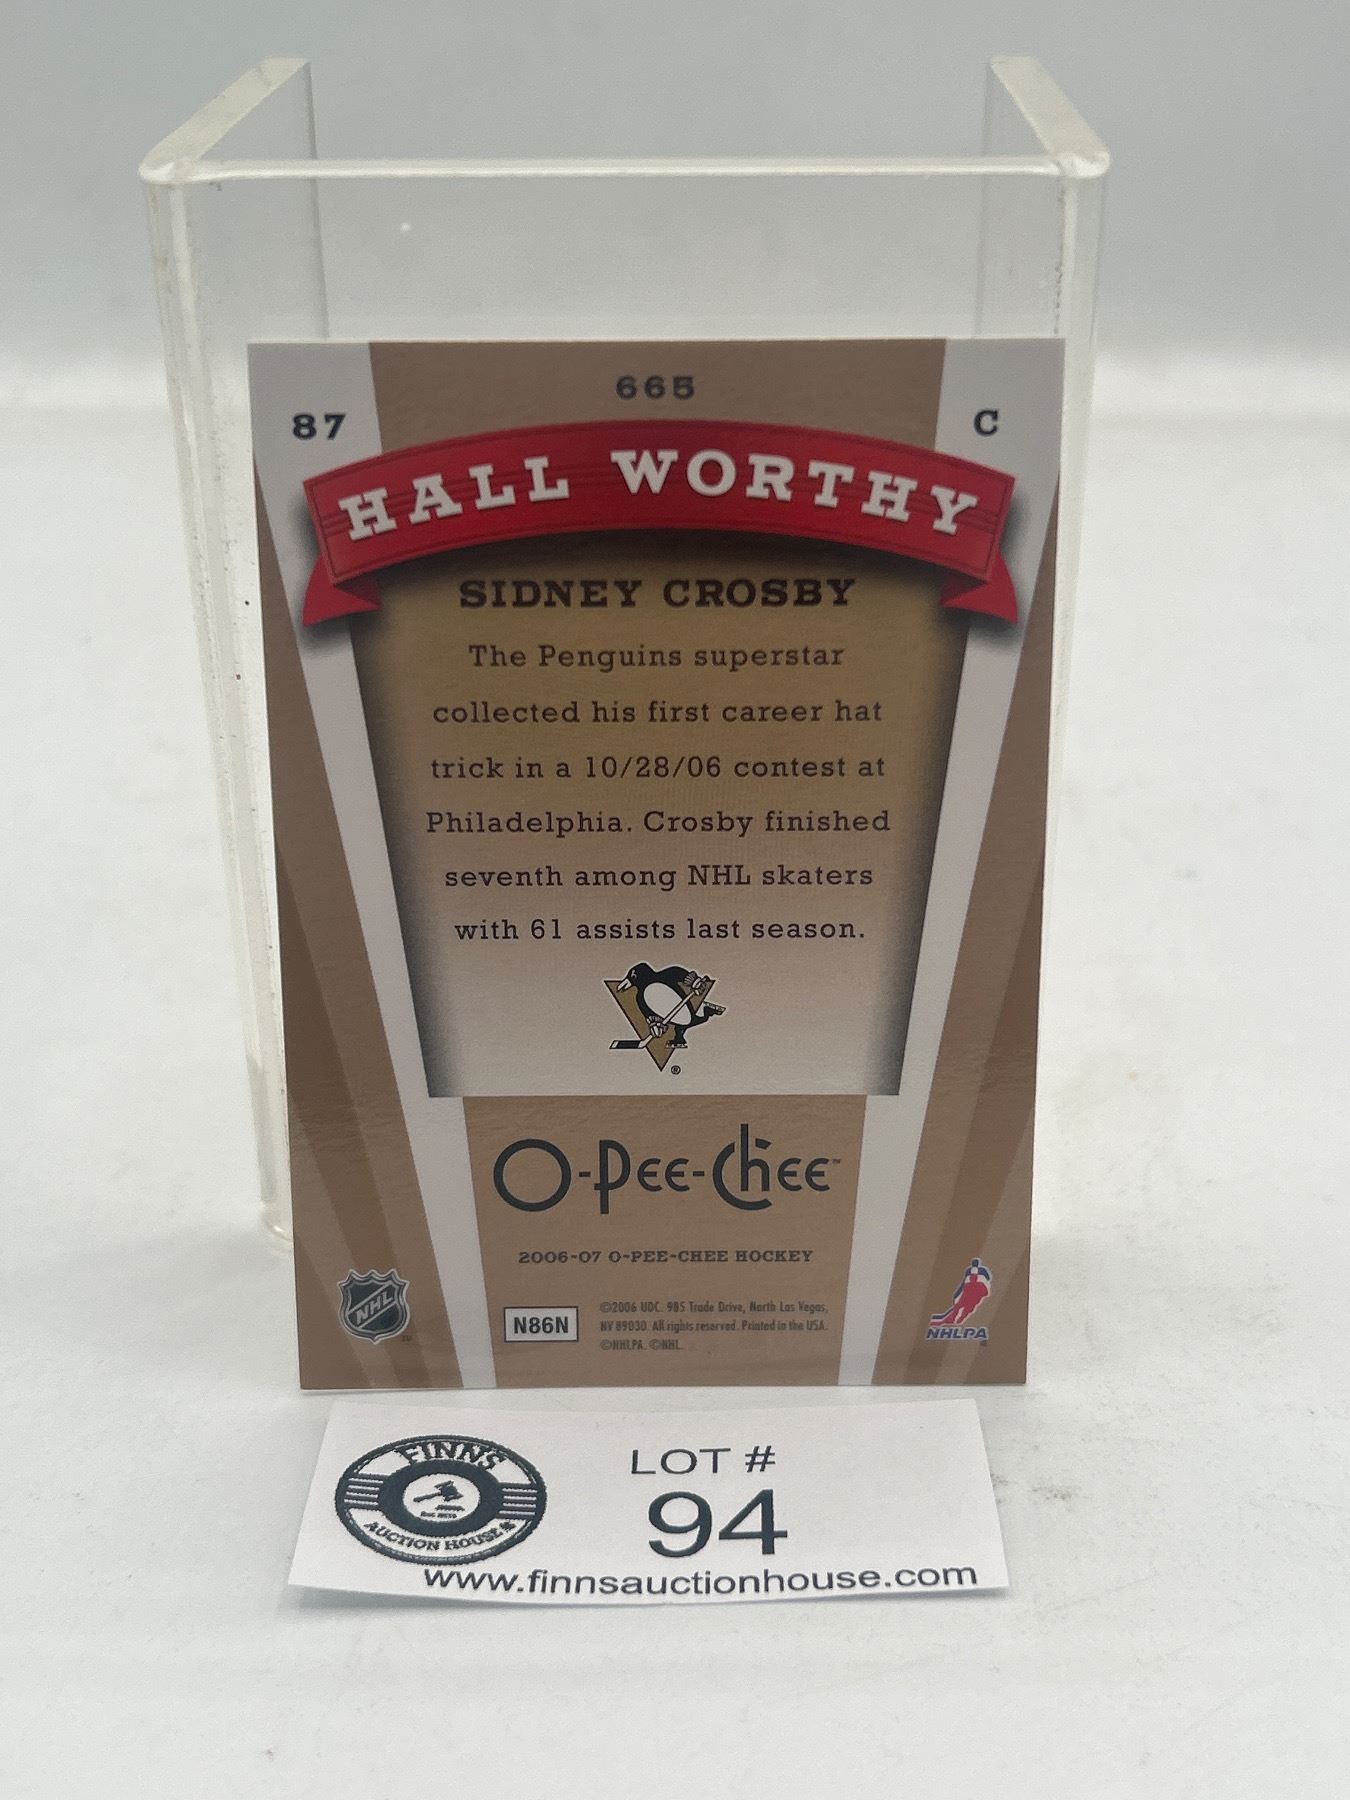 665
87
C
HALL WORTHY
SIDNEY CROSBY
The Penguins superstar
collected his first career hat
trick in a 10/28/06 contest at
Philadelphia. Crosby finished
seventh among NHL skaters
with 61 assists last season.
®
O-Pee-Chee™
2006-07 O-PEE-CHEE HOCKEY
NHL
N86N
©2006 UDC. 985 Trade Drive, North Las Vegas,
NV 89030. All rights reserved. Printed in the USA.
©NHLPA. ©NHL.
NHLPA
FINNS
AUCTION HOUSE
LOT #
94
www.finnsauctionhouse.com